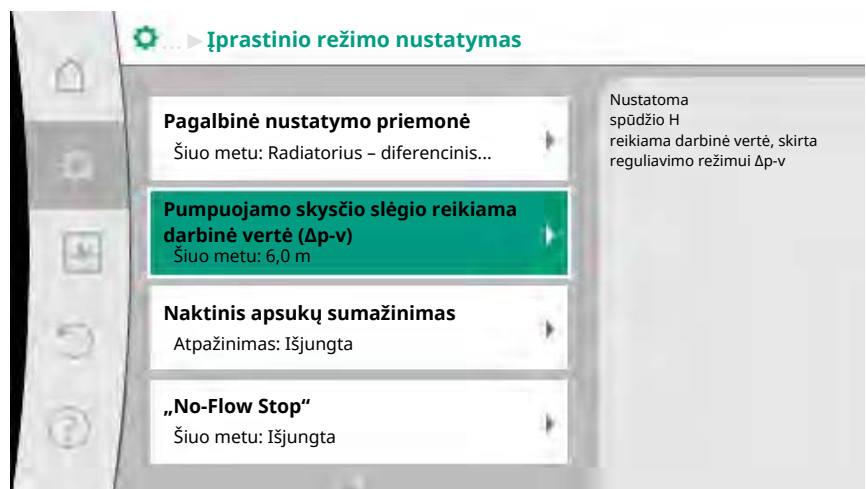 ... ▶ Įprastinio režimo nustatymas
Pagalbinė nustatymo priemonė
Šiuo metu: Radiatorius – diferencinis...
Pumpuojamo skysčio slėgio reikiama
darbinė vertė (Δp-v)
Šiuo metu: 6,0 m
Naktinis apsukų sumažinimas
Atpažinimas: Išjungta
„No-Flow Stop“
Šiuo metu: Išjungta
Nustatoma
spūdžio H
reikiama darbinė vertė, skirta
reguliavimo režimui Δp-v